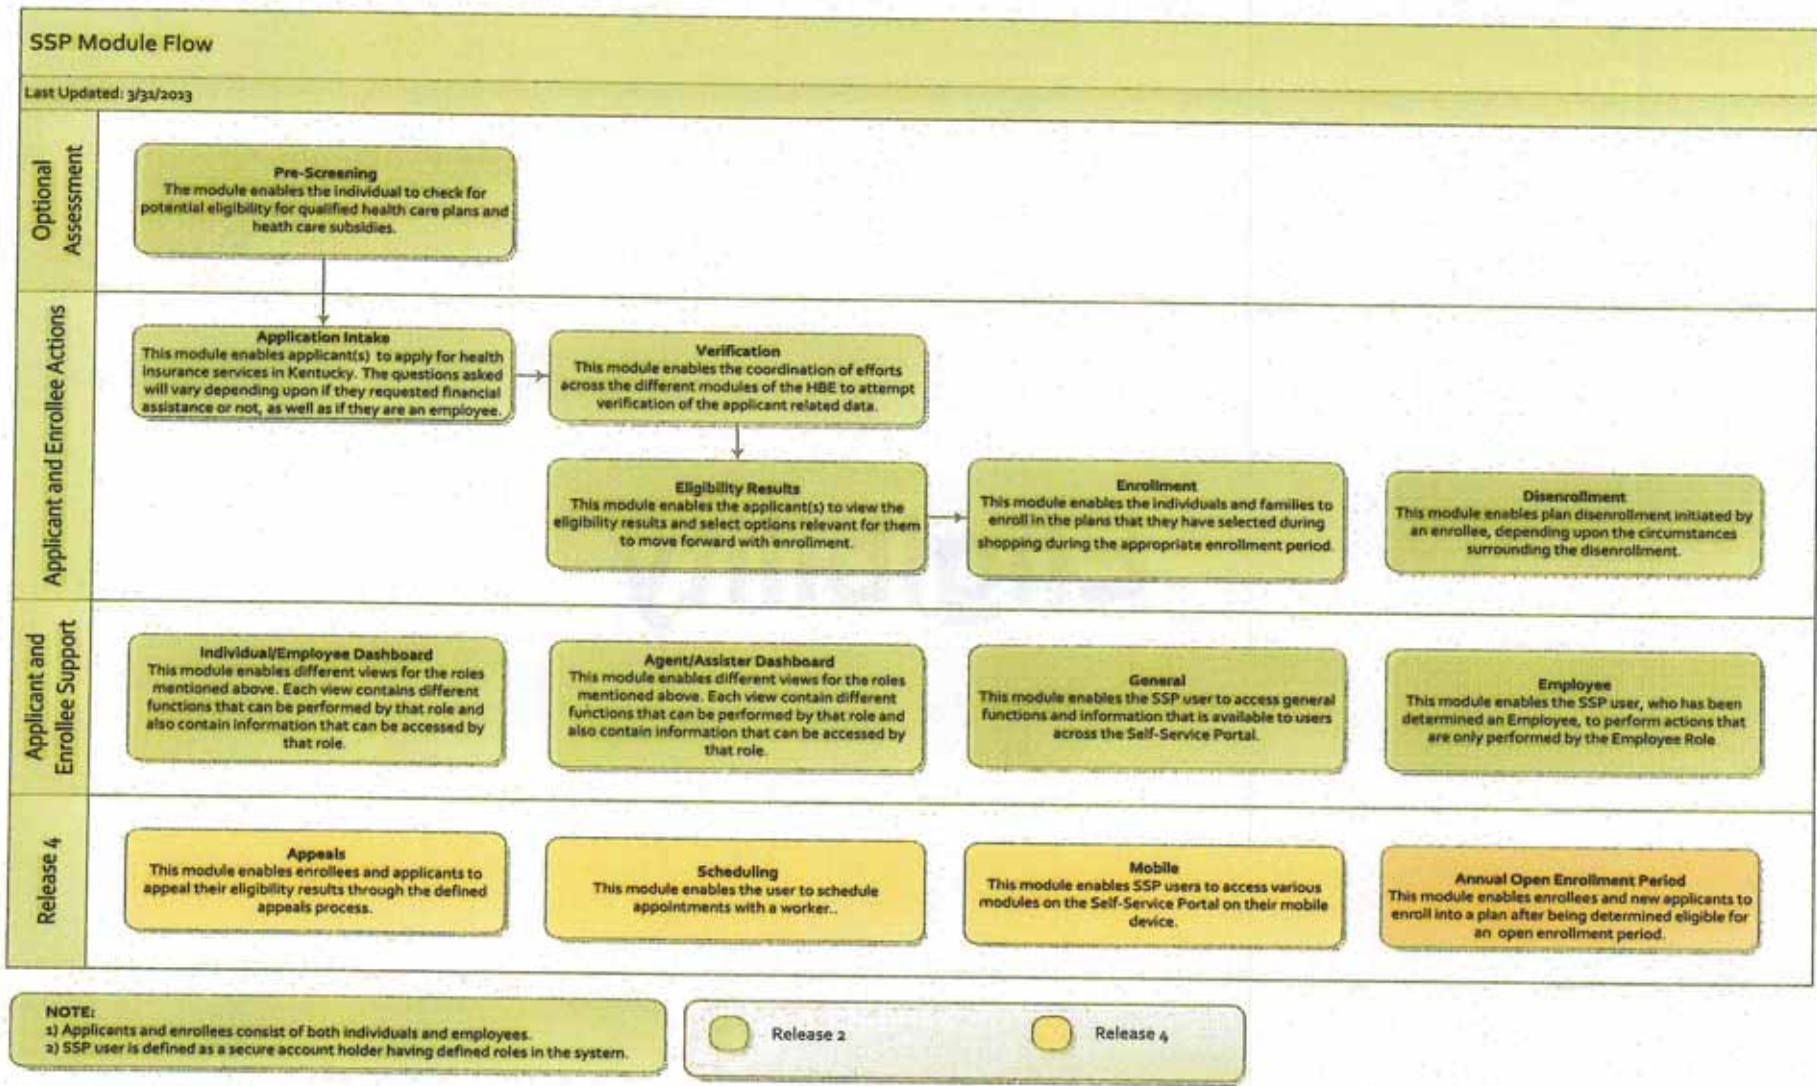 SSP Module Flow
Last Updated: 3/31/2013
Optional
Assessment
Pre-Screening
The module enables the individual to check for
potential eligibility for qualified health care plans and
heath care subsidies.
Applicant and Enrollee Actions
Application Intake
This module enables applicant(s) to apply for health
insurance services in Kentucky. The questions asked
will vary depending upon if they requested financial
assistance or not, as well as if they are an employee.
Verification
This module enables the coordination of efforts
across the different modules of the HBE to attempt
verification of the applicant related data.
Eligibility Results
This module enables the applicant(s) to view the
eligibility results and select options relevant for them
to move forward with enrollment.
Enrollment
This module enables the individuals and families to
enroll in the plans that they have selected during
shopping during the appropriate enrollment period.
Disenrollment
This module enables plan disenrollment initiated by
an enrollee, depending upon the circumstances
surrounding the disenrollment.
Applicant and
Enrollee Support
Individual/Employee Dashboard
This module enables different views for the roles
mentioned above. Each view contains different
functions that can be performed by that role and
also contain information that can be accessed by
that role.
Agent/Assister Dashboard
This module enables different views for the roles
mentioned above. Each view contain different
functions that can be performed by that role and
also contain information that can be accessed by
that role.
General
This module enables the SSP user to access general
functions and information that is available to users
across the Self-Service Portal.
Employee
This module enables the SSP user, who has been
determined an Employee, to perform actions that
are only performed by the Employee Role
Release 4
Appeals
This module enables enrollees and applicants to
appeal their eligibility results through the defined
appeals process.
Scheduling
This module enables the user to schedule
appointments with a worker..
Mobile
This module enables SSP users to access various
modules on the Self-Service Portal on their mobile
device.
Annual Open Enrollment Period
This module enables enrollees and new applicants to
enroll into a plan after being determined eligible for
an open enrollment period.
NOTE:
1) Applicants and enrollees consist of both individuals and employees.
2) SSP user is defined as a secure account holder having defined roles in the system.
Release 2
Release 4